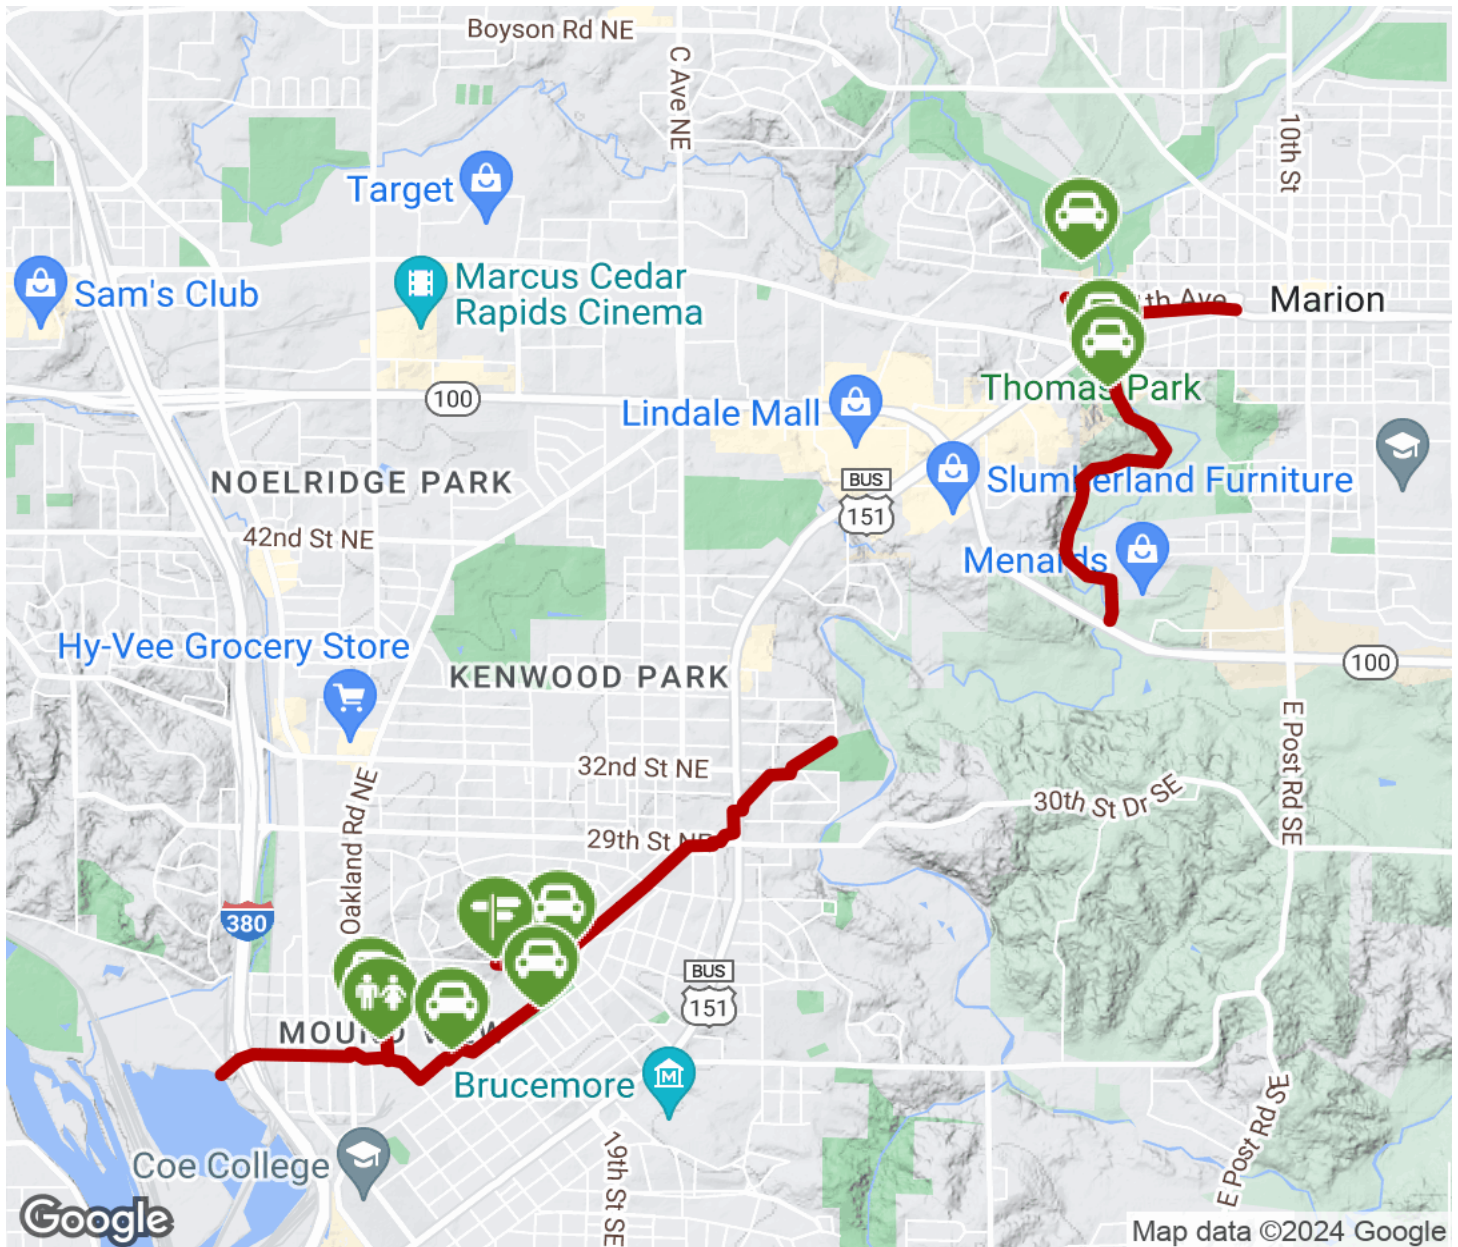 Boyson Rd NE
C Ave NE
10th St
Target
Marcus Cedar
Rapids Cinema
Sam's Club
Marion
100
Thomas Park
Lindale Mall
BUS
151
NOELRIDGE PARK
Slumberland Furniture
42nd St NE
Menards
Hy-Vee Grocery Store
KENWOOD PARK
100
E Post Rd SE
32nd St NE
30th St Dr SE
Oakland Rd NE
29th St NE
380
BUS
151
MOUND VIEW
Brucemore
E Post Rd SE
19th St SE
Coe College
Google
Map data ©2024 Google